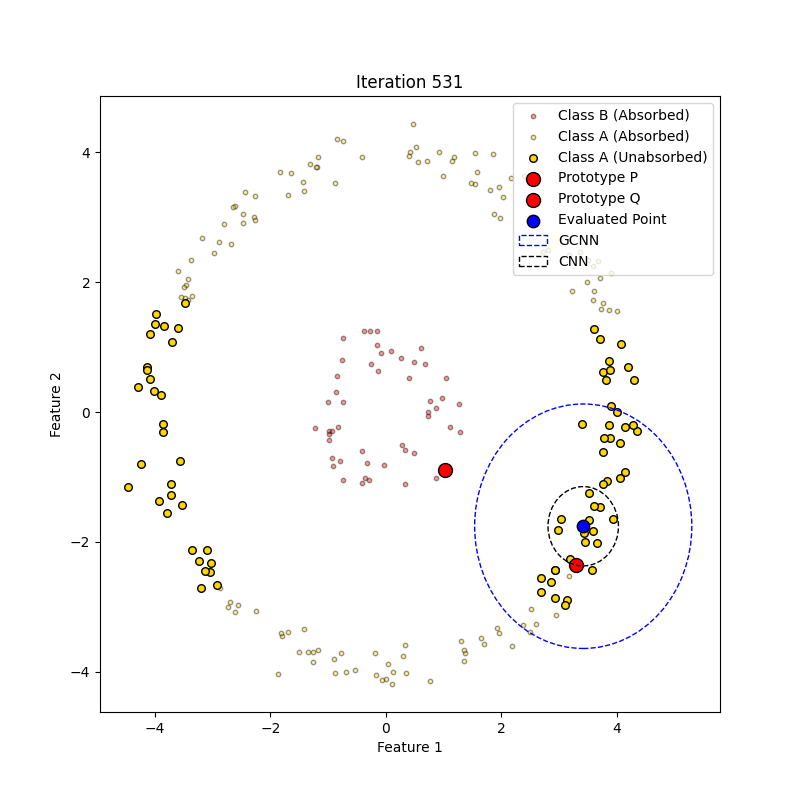 Iteration 531
Class B (Absorbed)
Class A (Absorbed)
Class A (Unabsorbed)
Prototype P
Prototype Q
Evaluated Point
GCNN
CNN
Feature 2
4
2
0
−2
−4
−4
−2
0
2
4
Feature 1